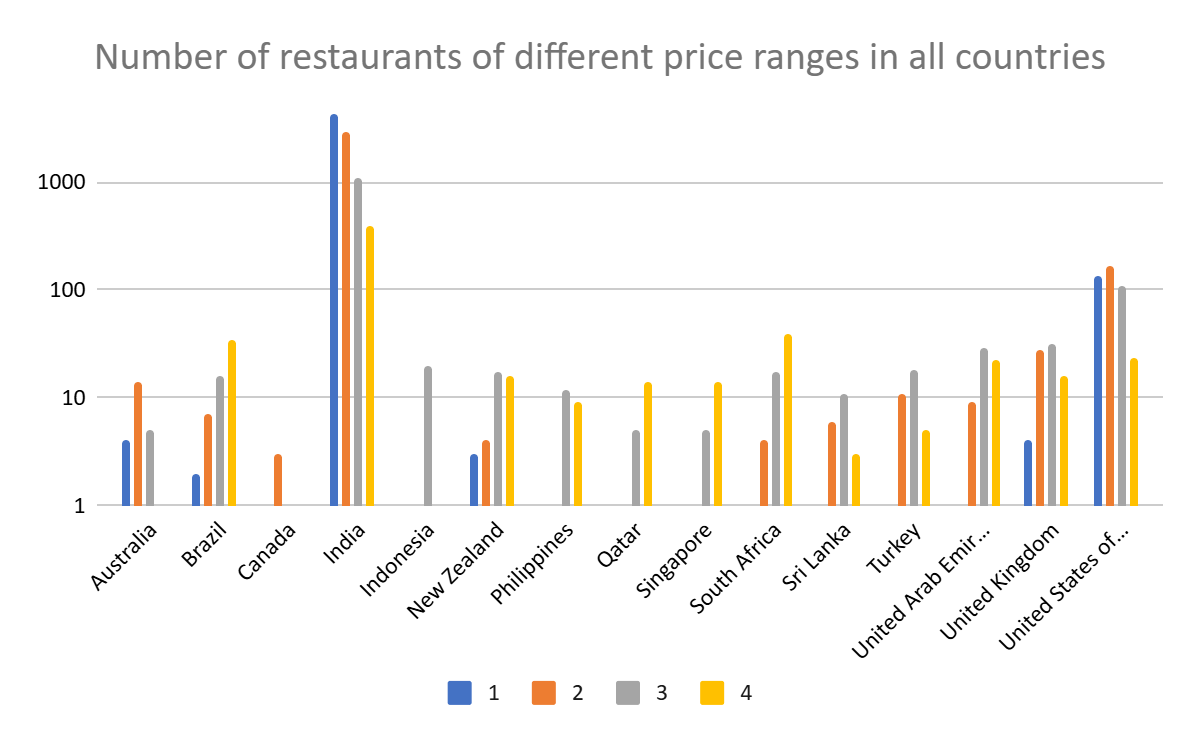 Number of restaurants of different price ranges in all countries
1000
100
10
1
Australia
Brazil
Canada
India
Indonesia
New Zealand
Philippines
Qatar
Singapore
South Africa
Sri Lanka
Turkey
United Arab Emir...
United Kingdom
United States of...
1 2 3 4